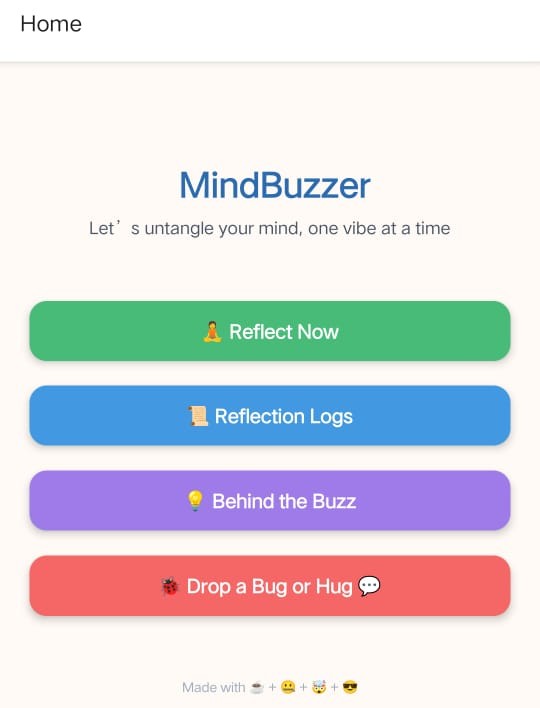 Home
MindBuzzer
Let’s untangle your mind, one vibe at a time
🧘 Reflect Now
📜 Reflection Logs
💡 Behind the Buzz
🐞 Drop a Bug or Hug 💬
Made with ☕ + 🤐 + 🤯 + 😎